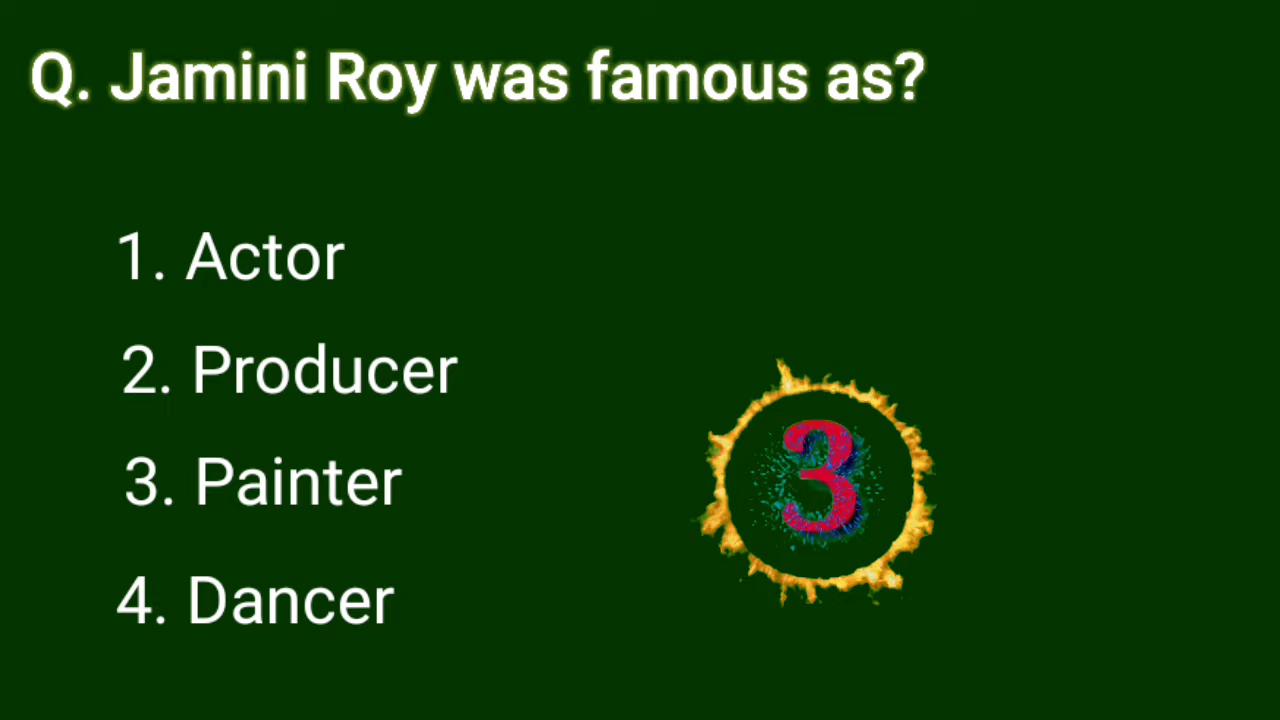 Q. Jamini Roy was famous as?
1. Actor
2. Producer
3. Painter
3
4. Dancer